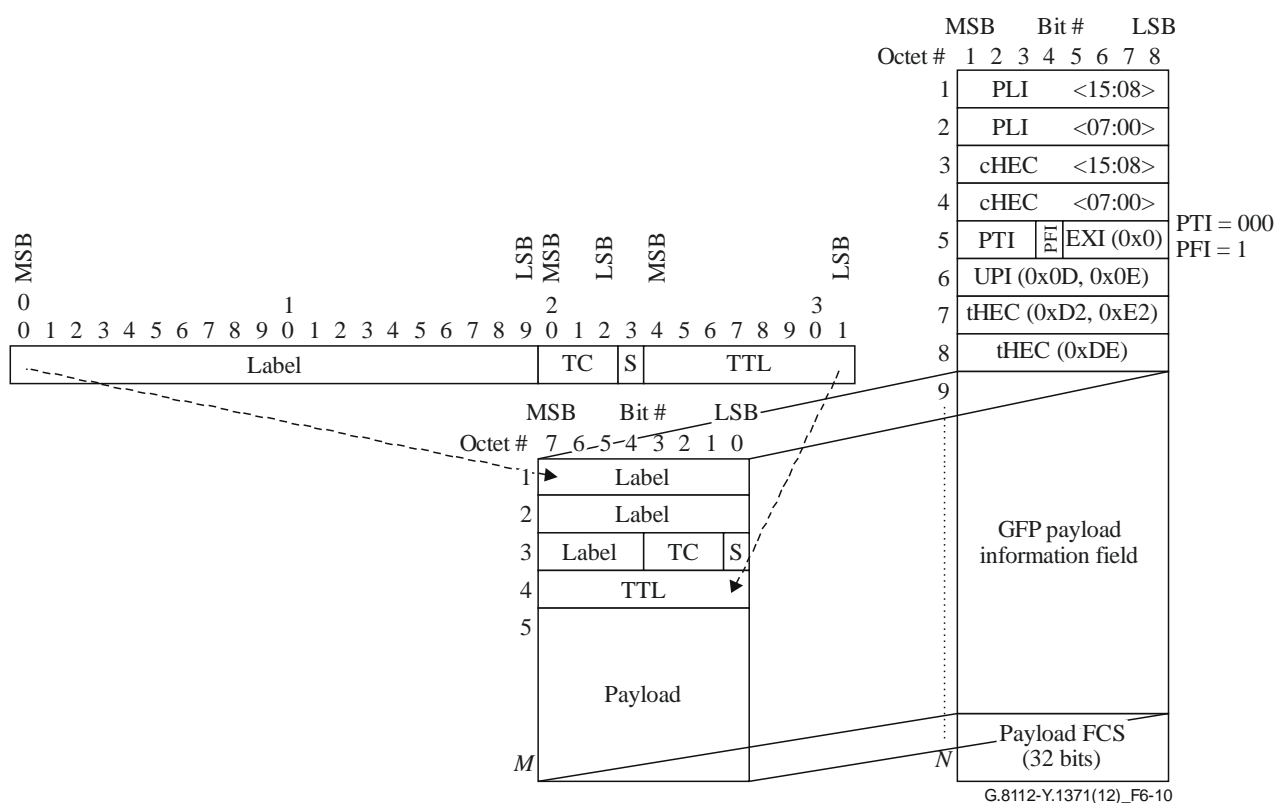 MSB Bit # LSB
Octet # 1 2 3 4 5 6 7 8
1 PLI <15:08>
2 PLI <07:00>
3 cHEC <15:08>
4 cHEC <07:00>
5 PTI PFI EXI (0x0)
PTI = 000
PFI = 1
6 UPI (0x0D, 0x0E)
7 tHEC (0xD2, 0xE2)
8 tHEC (0xDE)
9
GFP payload
information field
Payload FCS
(32 bits)
N
MSB LSB MSB LSB MSB LSB
0 1 2 3
0 1 2 3 4 5 6 7 8 9 0 1 2 3 4 5 6 7 8 9 0 1 2 3 4 5 6 7 8 9 0 1
Label TC S TTL
MSB Bit # LSB
Octet # 7 6 5 4 3 2 1 0
1 Label
2 Label
3 Label TC S
4 TTL
5
Payload
M
G.8112-Y.1371(12)_F6-10